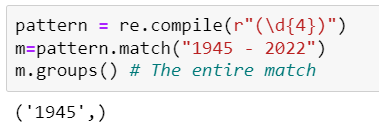 pattern = re.compile(r"(\d{4})")
m=pattern.match("1945 - 2022")
m.groups() # The entire match
('1945',)